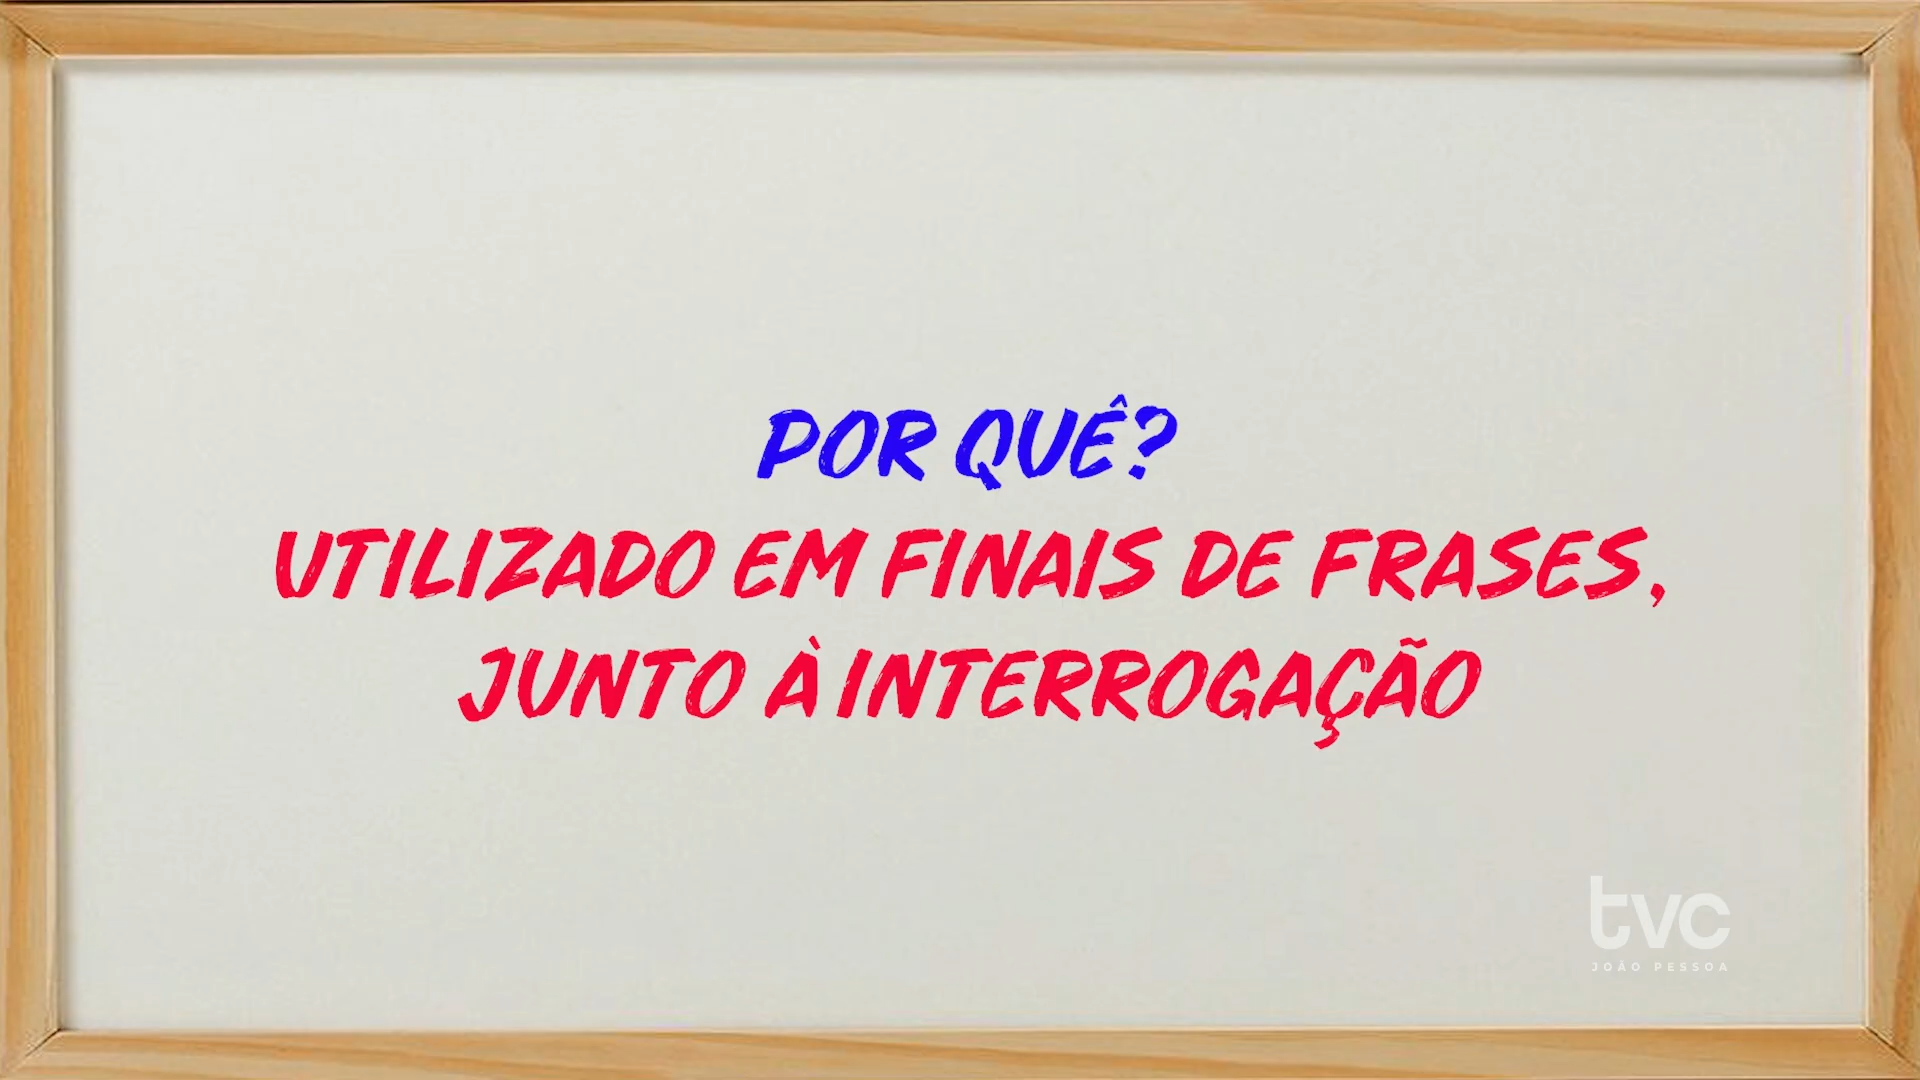 POR QUÊ?
UTILIZADO EM FINAIS DE FRASES,
JUNTO À INTERROGAÇÃO
tvc
JOÃO PESSOA